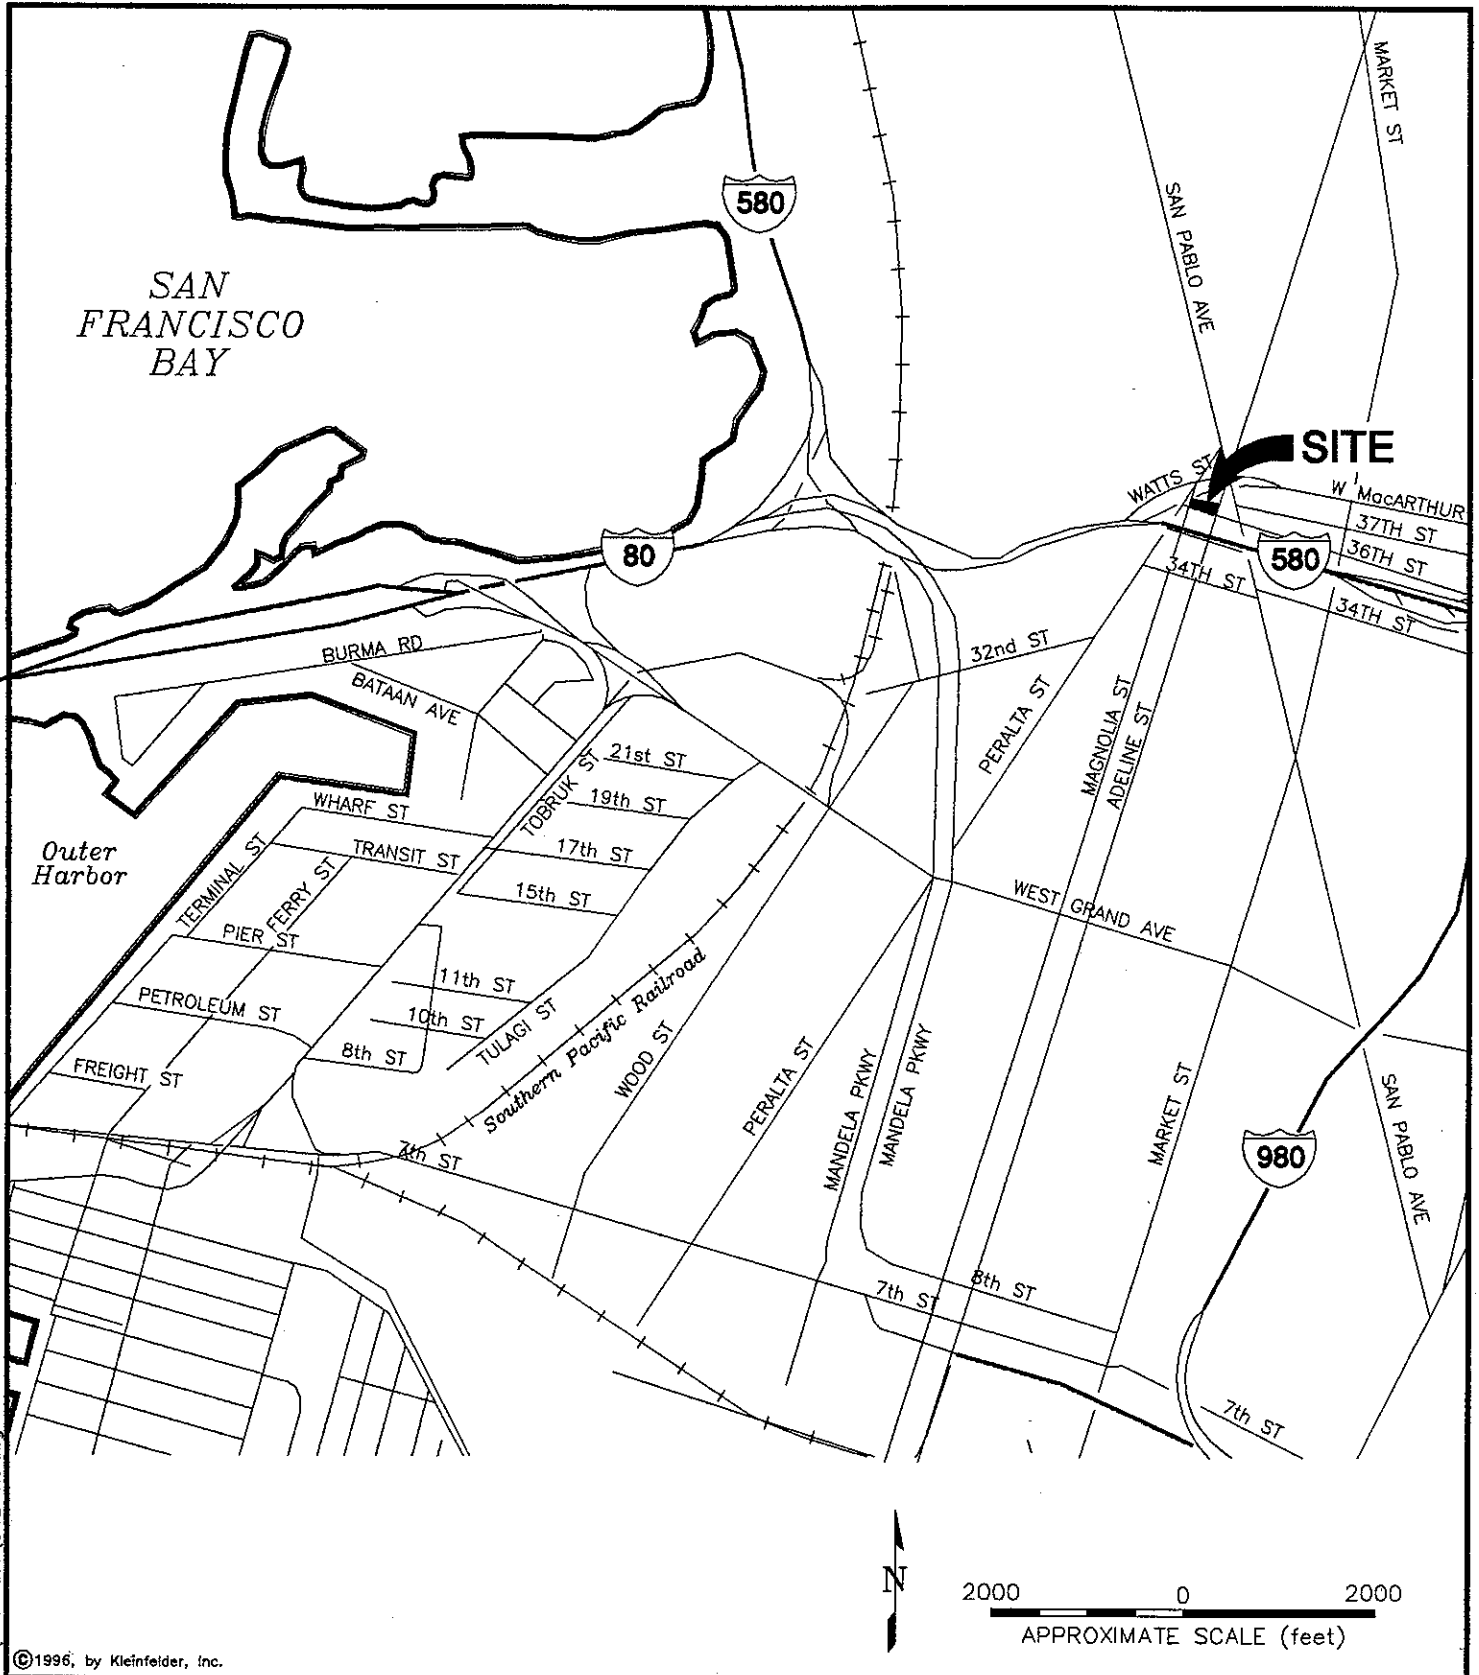 MARKET ST
580
SAN PABLO AVE
SAN
FRANCISCO
BAY
SITE
WATTS ST
W MacARTHUR
37TH ST
36TH ST
580
80
34TH ST
34TH ST
BURMA RD
BATAAN AVE
32nd ST
PERALTA ST
MAGNOLIA ST
ADELINE ST
21st ST
TOBRUK ST
19th ST
WHARF ST
17th ST
TRANSIT ST
15th ST
Outer
Harbor
TERMINAL ST
FERRY ST
PIER ST
WEST GRAND AVE
11th ST
PETROLEUM ST
10th ST
TULAGI ST
Southern Pacific Railroad
8th ST
FREIGHT ST
WOOD ST
PERALTA ST
MANDELA PKWY
MANDELA PKWY
MARKET ST
SAN PABLO AVE
980
7th ST
8th ST
7th ST
7th ST
N
2000 0 2000
APPROXIMATE SCALE (feet)
©1996, by Kleinfelder, Inc.